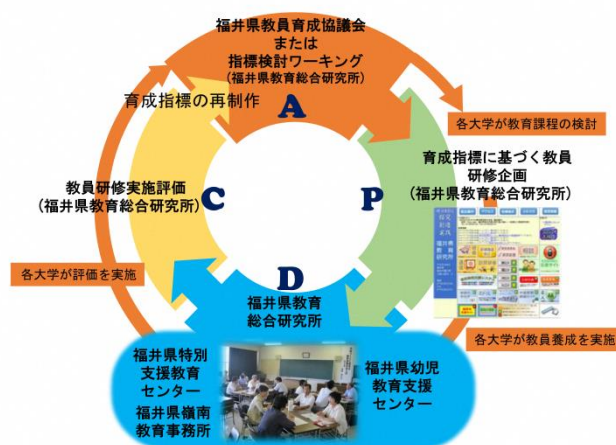 福井県教員育成協議会
または
指標検討ワーキング
(福井県教育総合研究所)
育成指標の再制作
A
各大学が教育課程の検討
育成指標に基づく教員
研修企画
(福井県教育総合研究所)
P
教員研修実施評価
(福井県教育総合研究所)
C
各大学が評価を実施
D
福井県教育
総合研究所
各大学が教員養成を実施
福井県特別
支援教育
センター
福井県嶺南
教育事務所
福井県幼児
教育支援
センター